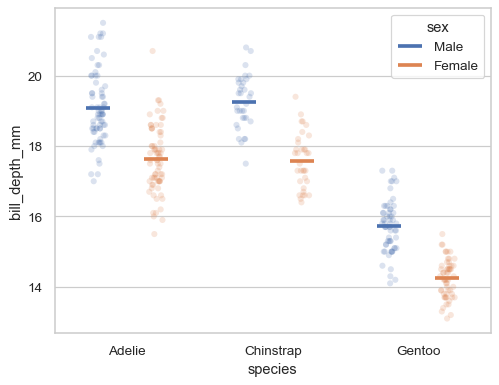 sex
Male
Female
20
18
16
14
bill_depth_mm
Adelie
Chinstrap
Gentoo
species